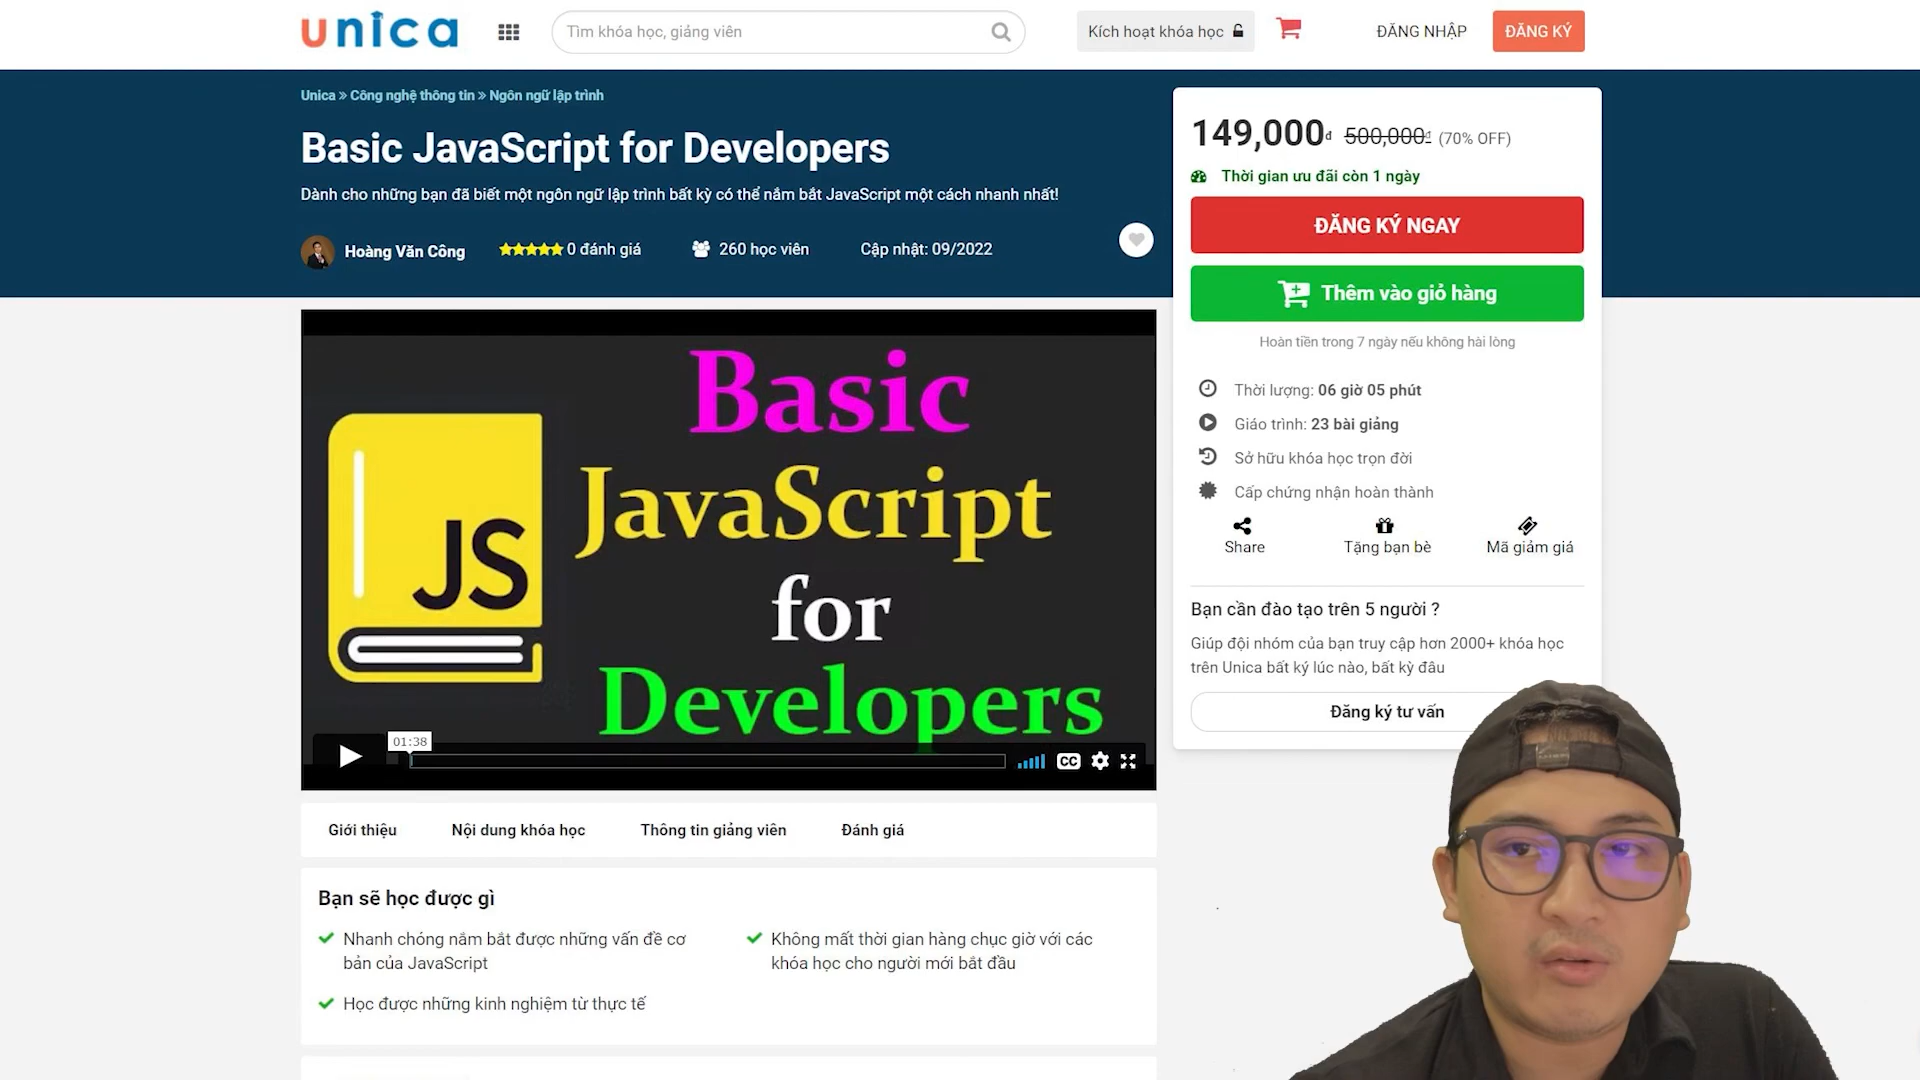 unica
Tìm khóa học, giảng viên
Kích hoạt khóa học
ĐĂNG NHẬP
ĐĂNG KÝ
Unica » Công nghệ thông tin » Ngôn ngữ lập trình
Basic JavaScript for Developers
Dành cho những bạn đã biết một ngôn ngữ lập trình bất kỳ có thể nắm bắt JavaScript một cách nhanh nhất!
Hoàng Văn Công
0 đánh giá
260 học viên
Cập nhật: 09/2022
149,000đ 500,000đ (70% OFF)
Thời gian ưu đãi còn 1 ngày
ĐĂNG KÝ NGAY
Thêm vào giỏ hàng
Hoàn tiền trong 7 ngày nếu không hài lòng
Thời lượng: 06 giờ 05 phút
Giáo trình: 23 bài giảng
Sở hữu khóa học trọn đời
Cấp chứng nhận hoàn thành
Share
Tặng bạn bè
Mã giảm giá
Bạn cần đào tạo trên 5 người ?
Giúp đội nhóm của bạn truy cập hơn 2000+ khóa học
trên Unica bất ký lúc nào, bất kỳ đâu
Đăng ký tư vấn
Basic
JavaScript
for
Developers
JS
01:38
CC
Giới thiệu
Nội dung khóa học
Thông tin giảng viên
Đánh giá
Bạn sẽ học được gì
Nhanh chóng nắm bắt được những vấn đề cơ
bản của JavaScript
Không mất thời gian hàng chục giờ với các
khóa học cho người mới bắt đầu
Học được những kinh nghiệm từ thực tế